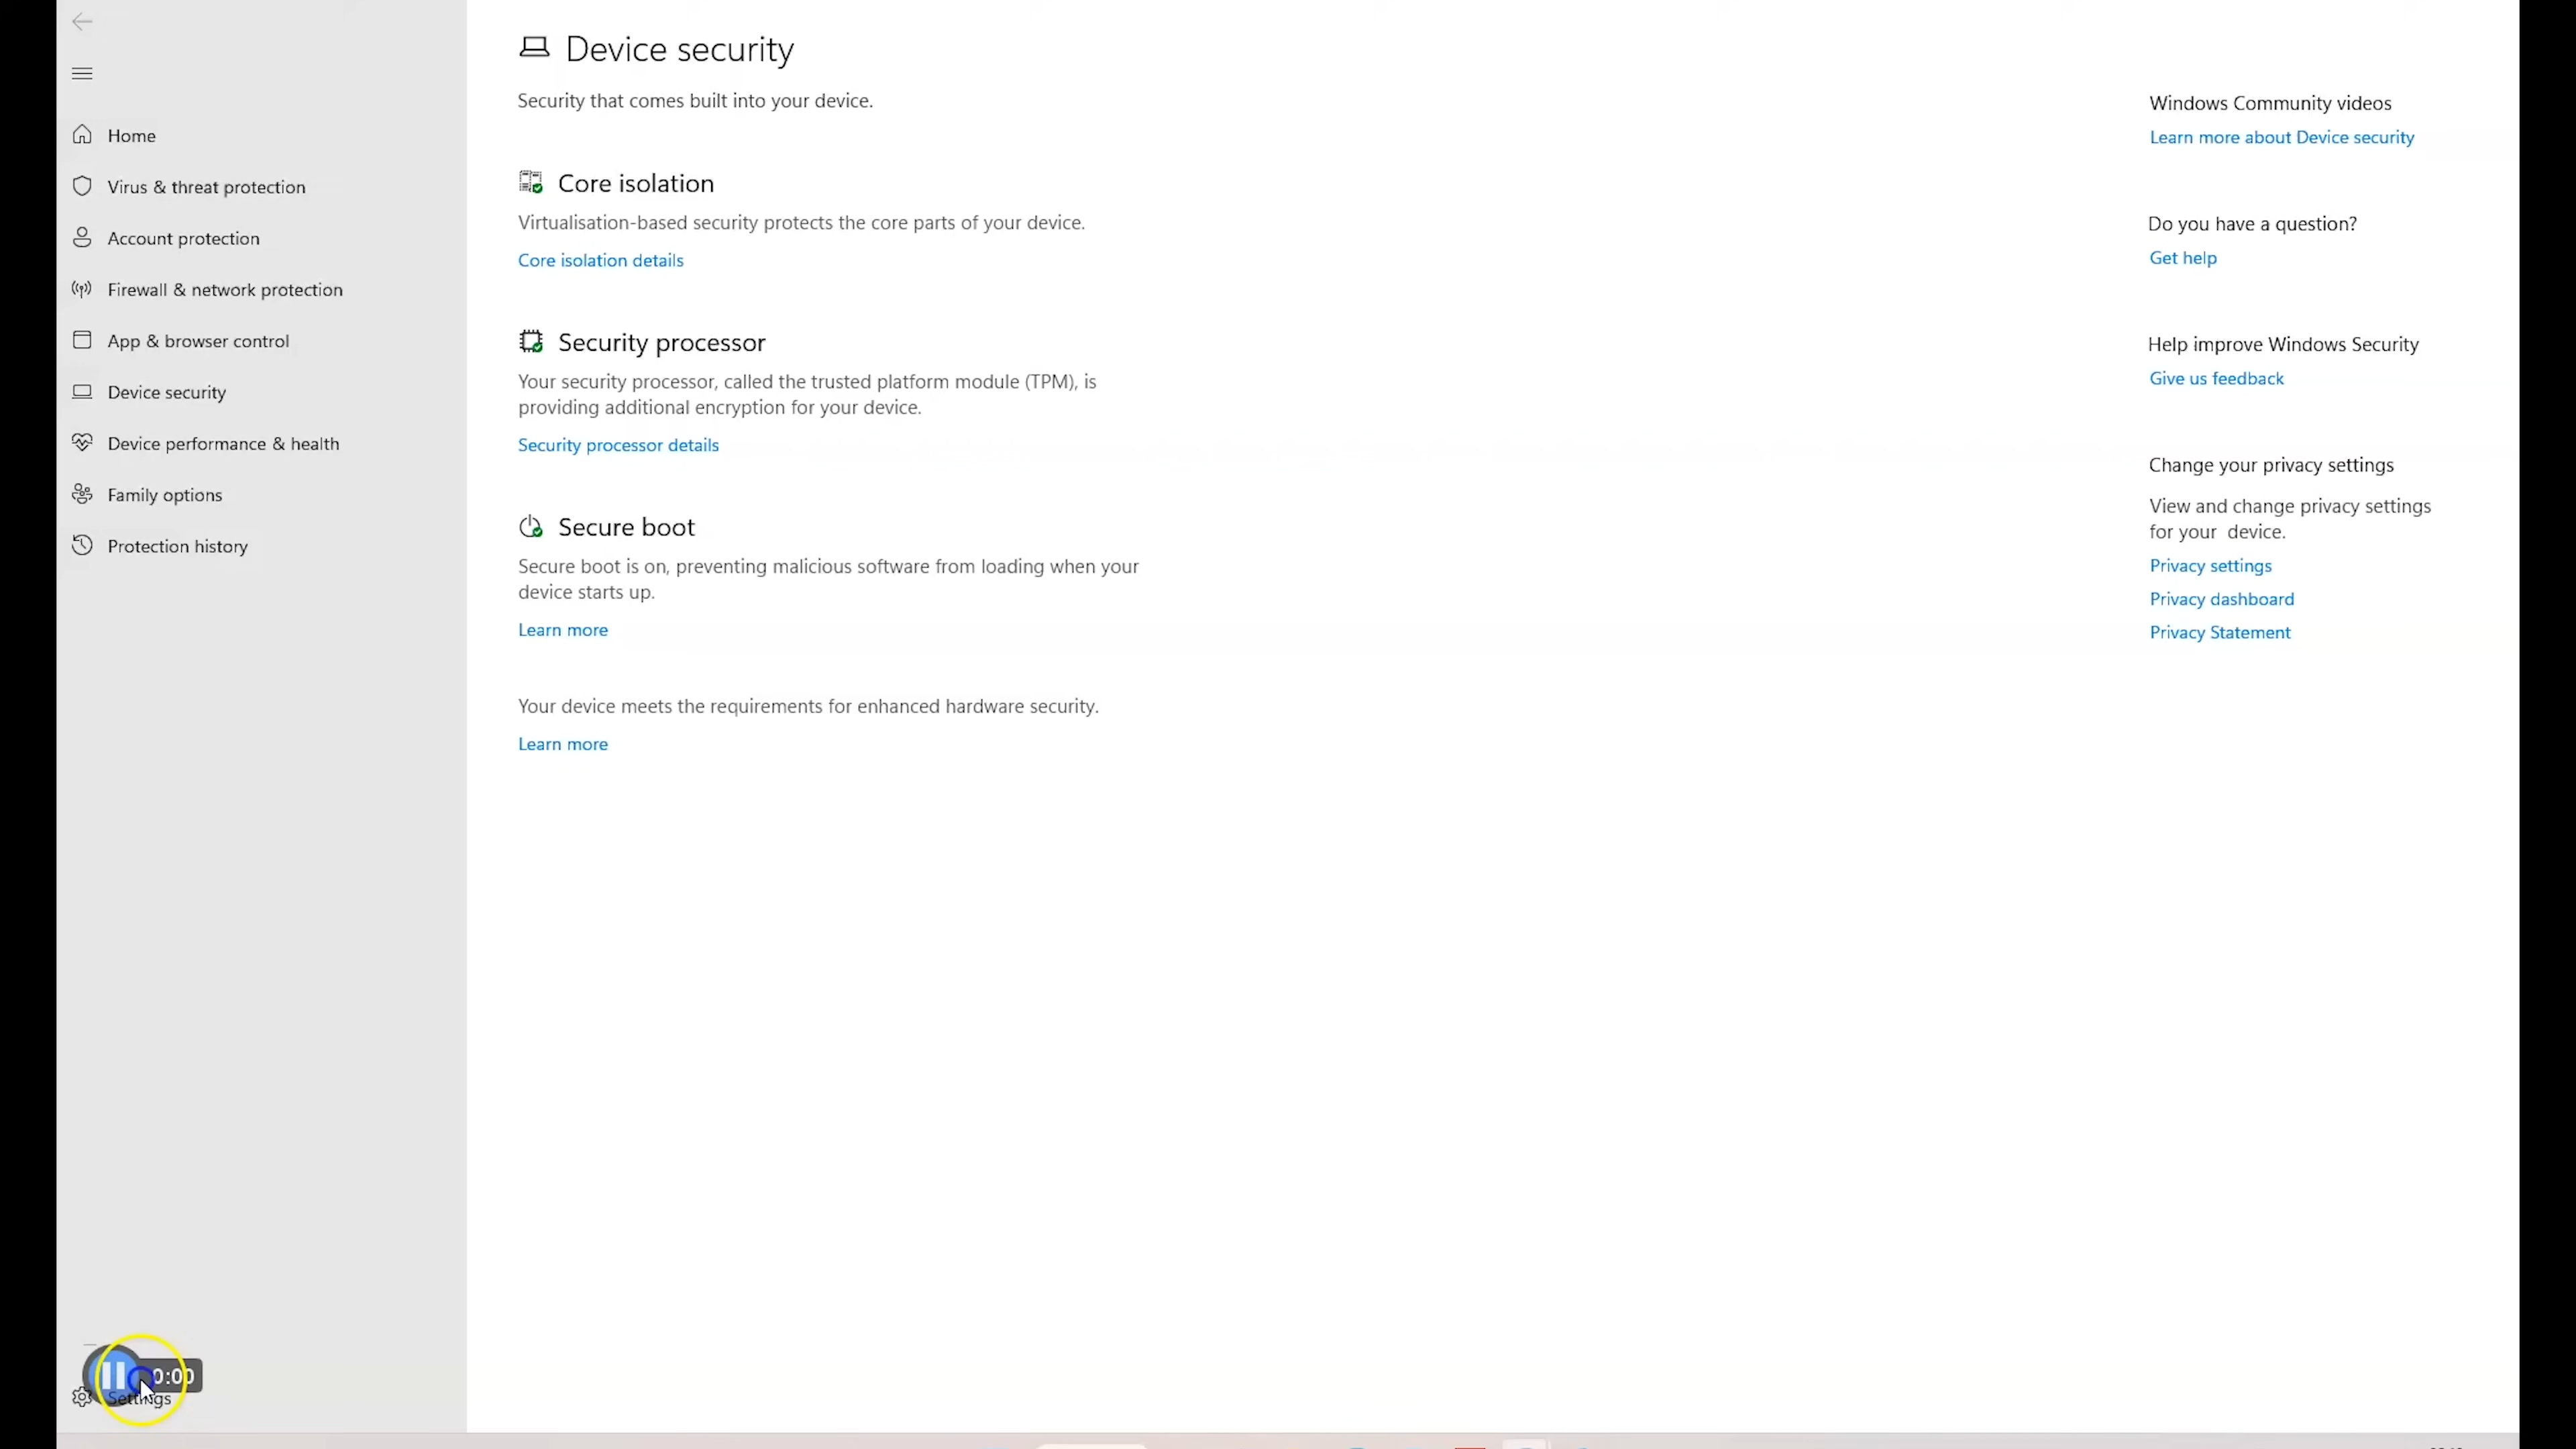 Home
Virus & threat protection
Account protection
Firewall & network protection
App & browser control
Device security
Device performance & health
Family options
Protection history
0:00
Settings
Device security
Security that comes built into your device.
Core isolation
Virtualisation-based security protects the core parts of your device.
Core isolation details
Security processor
Your security processor, called the trusted platform module (TPM), is
providing additional encryption for your device.
Security processor details
Secure boot
Secure boot is on, preventing malicious software from loading when your
device starts up.
Learn more
Your device meets the requirements for enhanced hardware security.
Learn more
Windows Community videos
Learn more about Device security
Do you have a question?
Get help
Help improve Windows Security
Give us feedback
Change your privacy settings
View and change privacy settings
for your device.
Privacy settings
Privacy dashboard
Privacy Statement